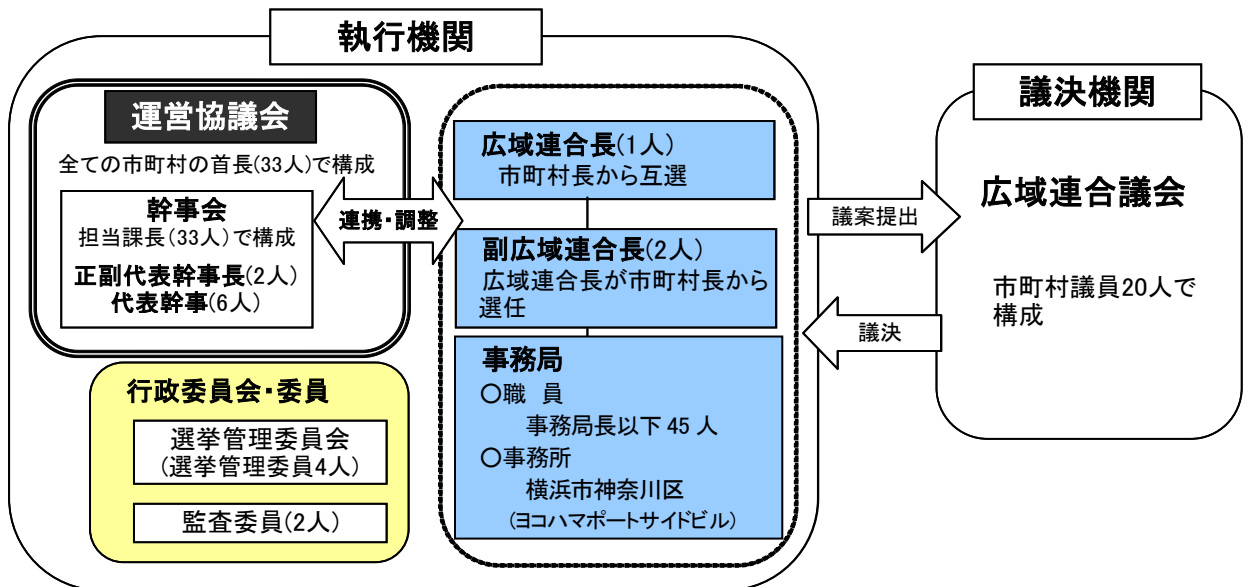 執行機関
運営協議会
全ての市町村の首長(33人)で構成
幹事会
担当課長(33人)で構成
正副代表幹事長(2人)
代表幹事(6人)
連携・調整
広域連合長(1人)
市町村長から互選
副広域連合長(2人)
広域連合長が市町村長から
選任
事務局
○職　員
事務局長以下 45 人
○事務所
横浜市神奈川区
(ヨコハマポートサイドビル)
行政委員会・委員
選挙管理委員会
(選挙管理委員4人)
監査委員(2人)
議案提出
議決
議決機関
広域連合議会
市町村議員20人で
構成